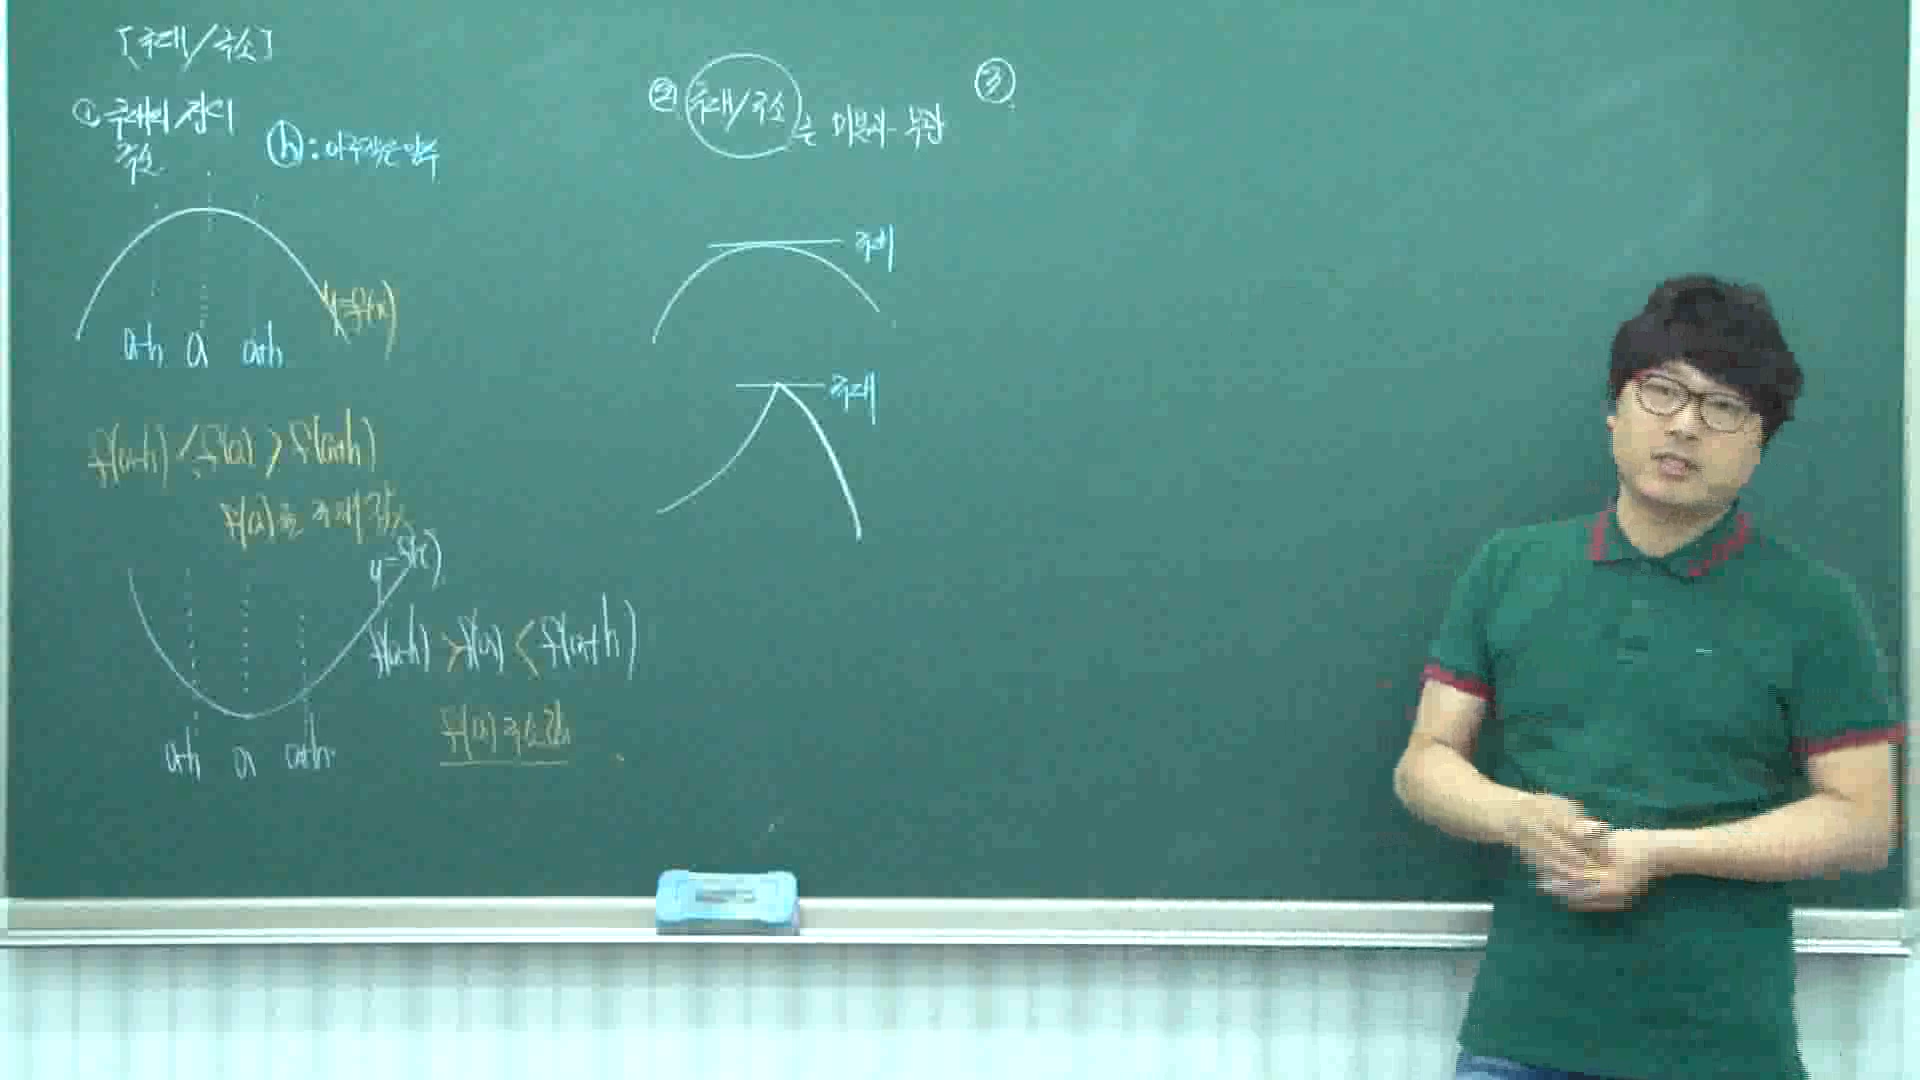 [극대/극소]
① 극대의 정의
극소
ⓗ : 아주작은 양수
y=f(x)
a-h a a+h
f(a-h) < f(a) > f(a+h)
f(a)는 극대값
y=f(x)
f(a-h) > f(a) < f(a+h)
a-h a a+h
f(a) 극소값
② 극대/극소 는 미분과 무관
극대
극대
③